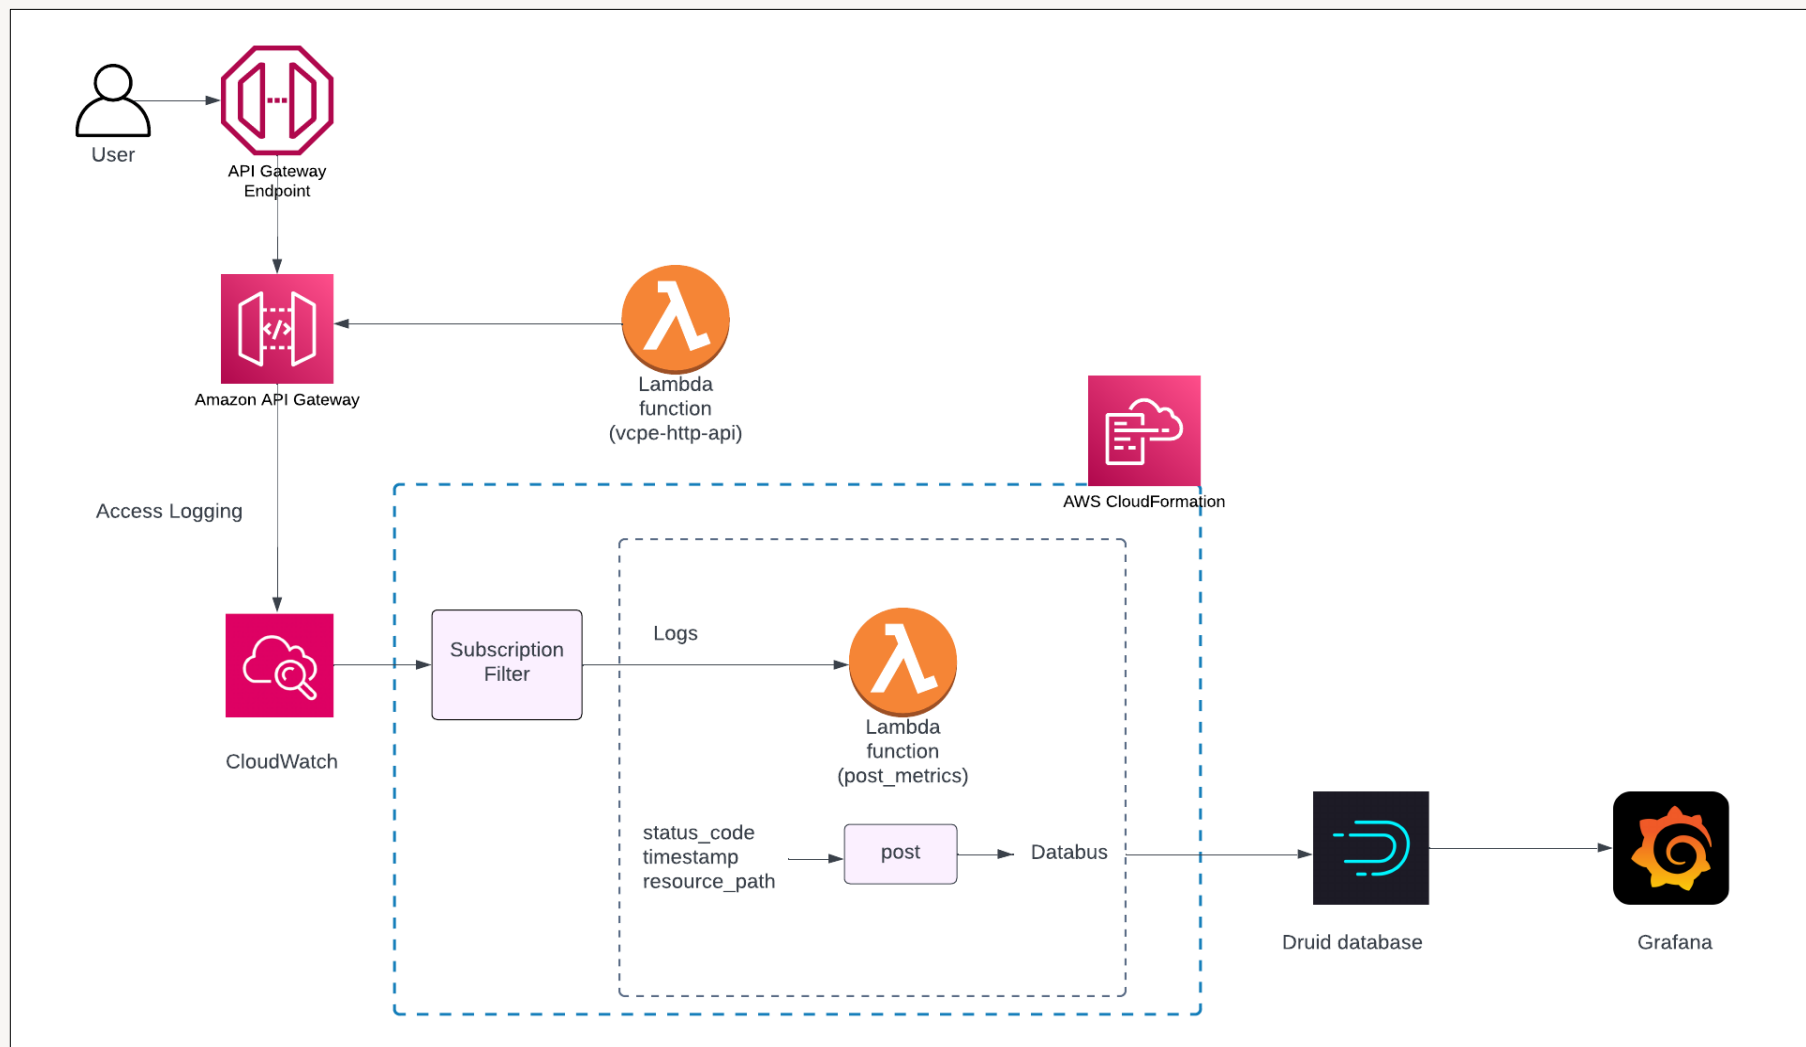 User
API Gateway
Endpoint
Amazon API Gateway
Lambda
function
(vcpe-http-api)
AWS CloudFormation
Access Logging
Subscription
Filter
Logs
Lambda
function
(post_metrics)
CloudWatch
status_code
timestamp
resource_path
post
Databus
Druid database
Grafana